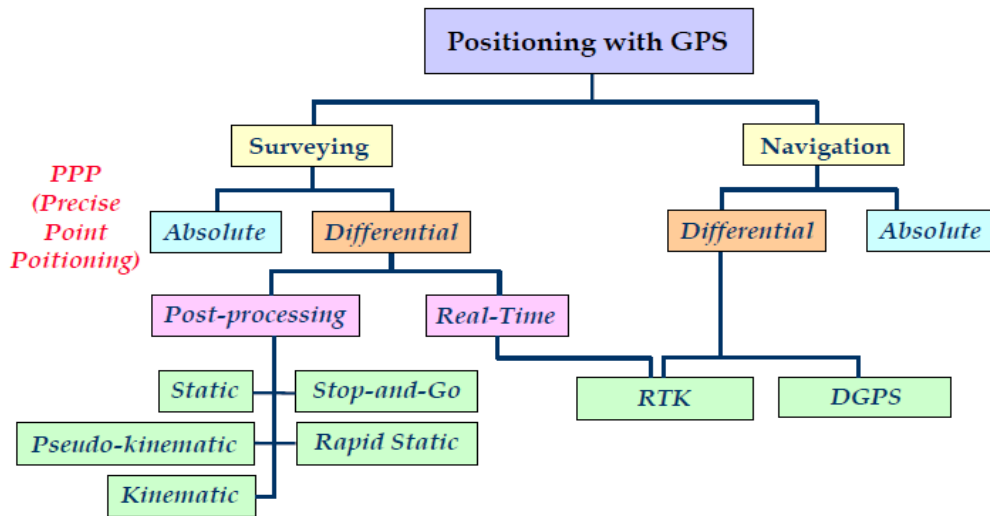 Positioning with GPS
Surveying
Navigation
PPP
(Precise
Point
Poitioning)
Absolute
Differential
Differential
Absolute
Post-processing
Real-Time
Static
Stop-and-Go
RTK
DGPS
Pseudo-kinematic
Rapid Static
Kinematic